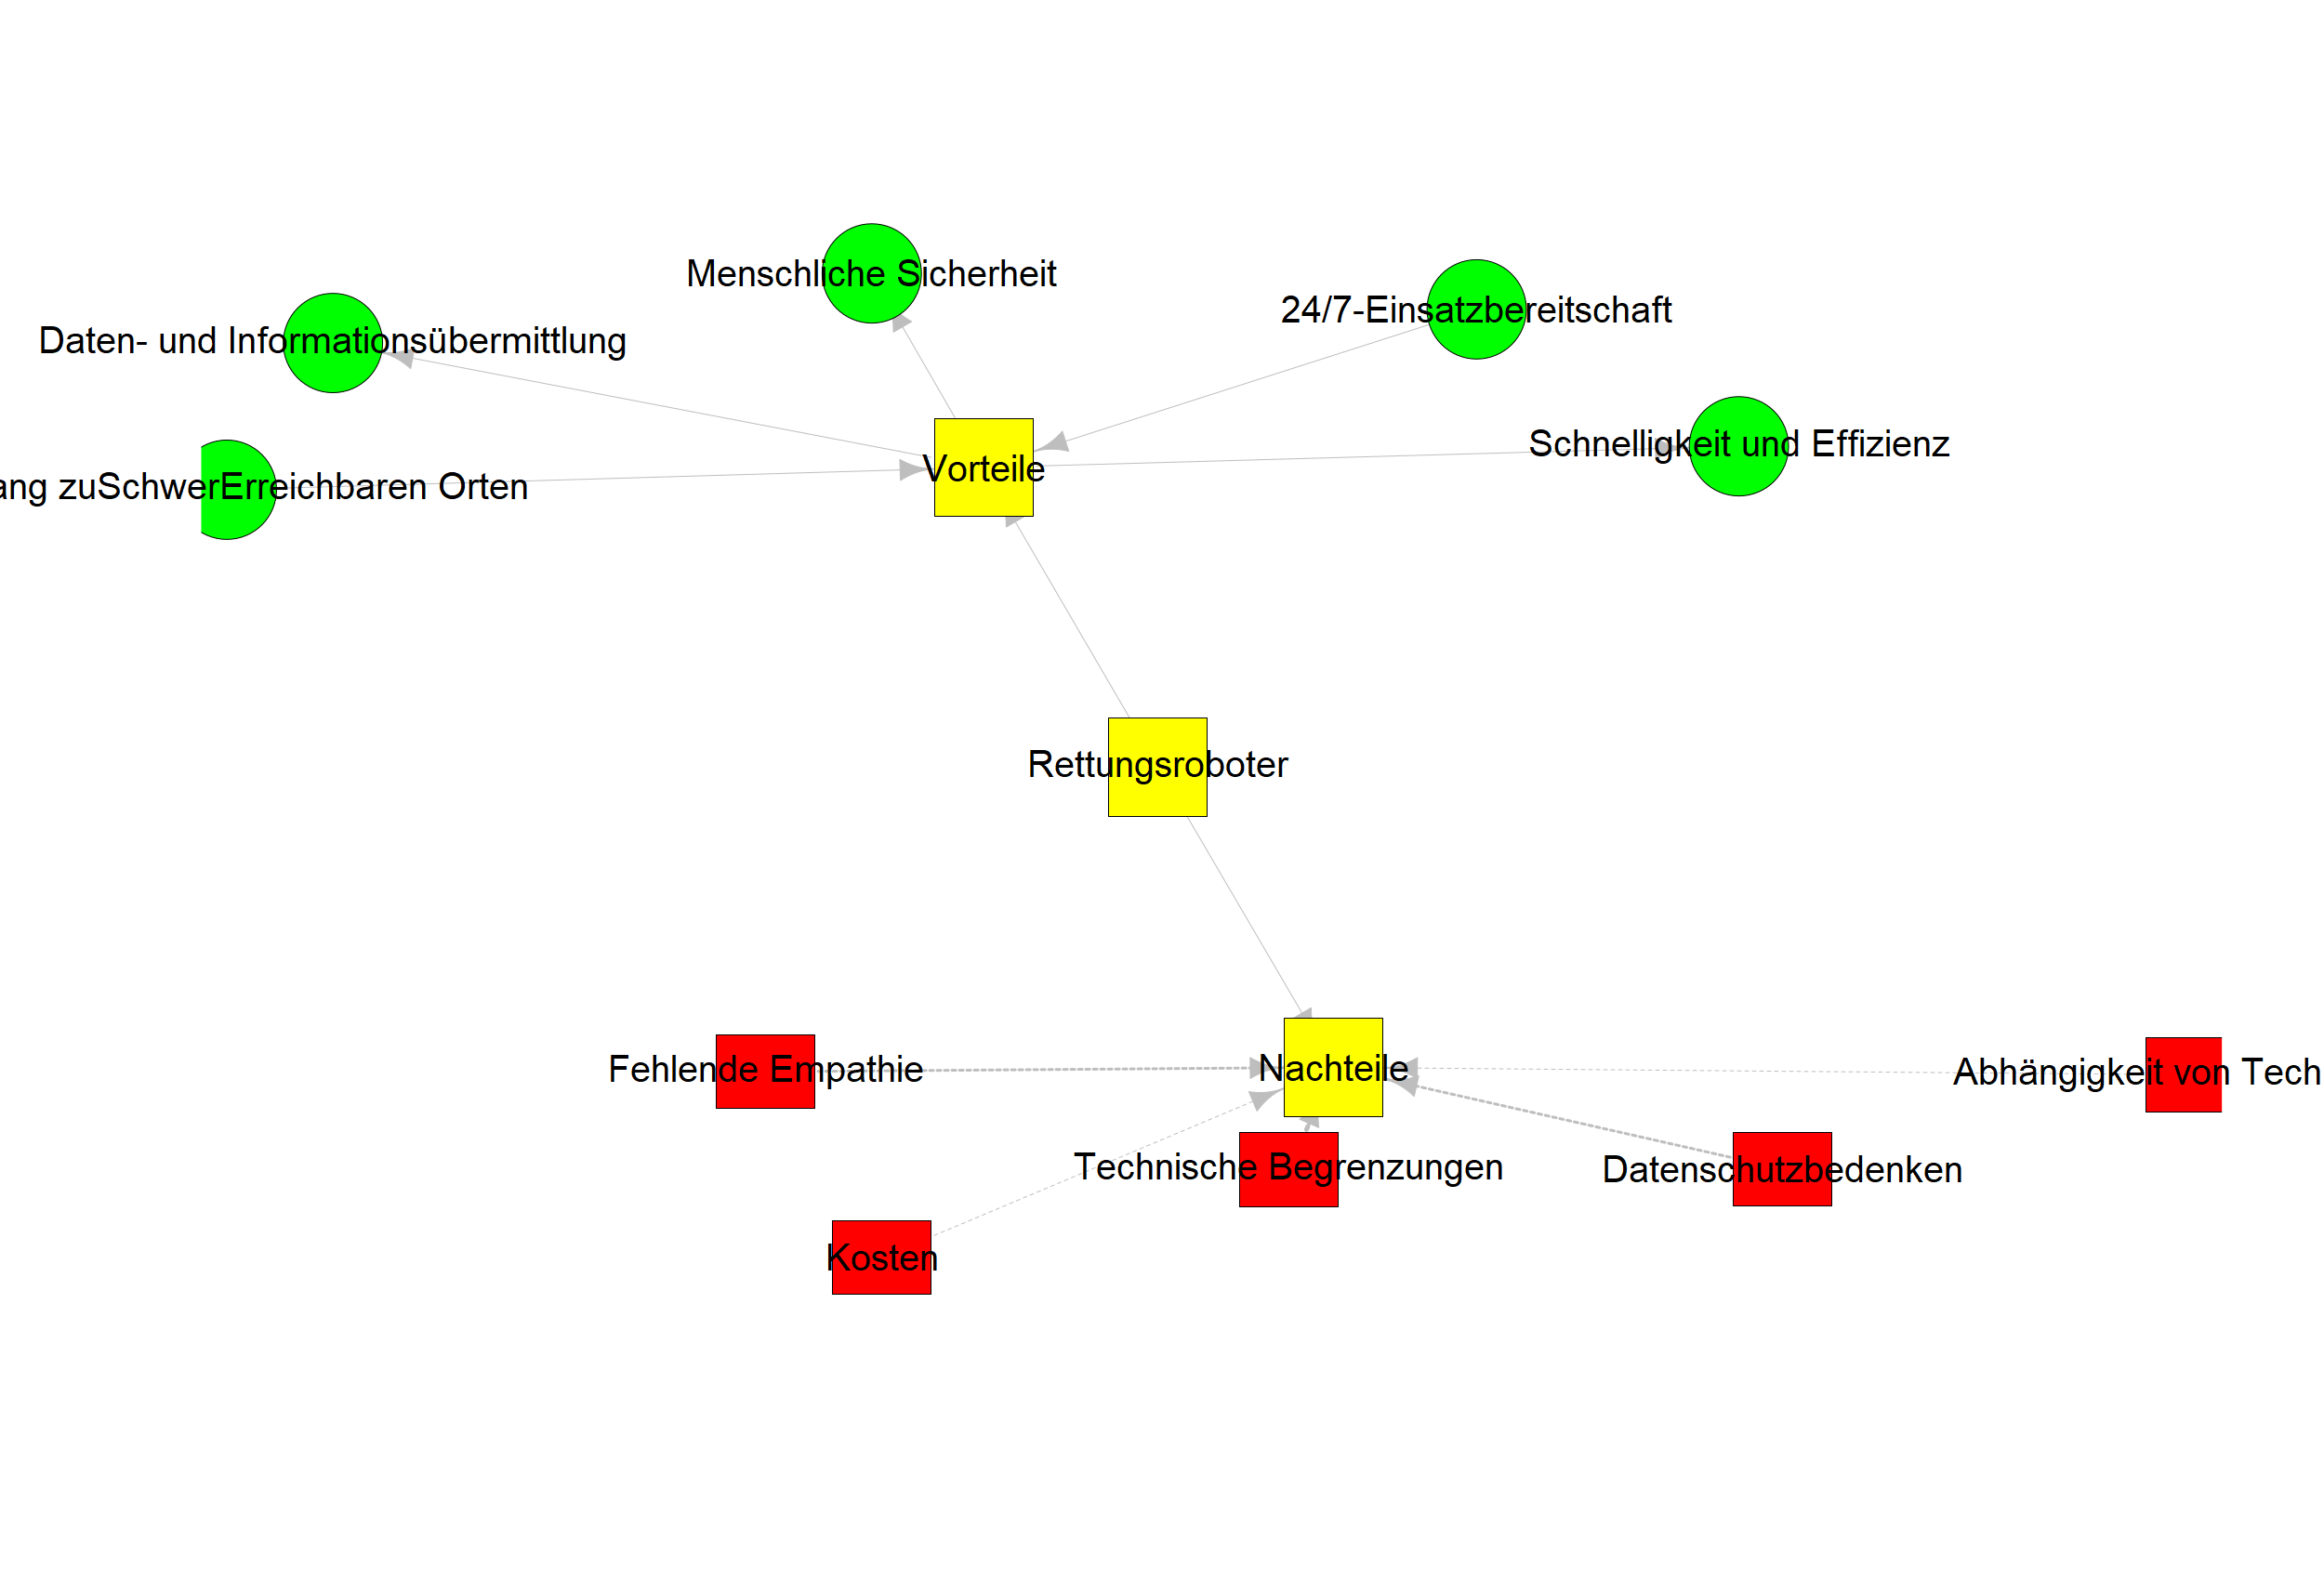 Menschliche Sicherheit
24/7-Einsatzbereitschaft
Daten- und Informationsübermittlung
Schnelligkeit und Effizienz
Vorteile
zuSchwerErreichbaren Orten
Rettungsroboter
Fehlende Empathie
Nachteile
Abhängigkeit von Tech
Technische Begrenzungen
Datenschutzbedenken
Kosten